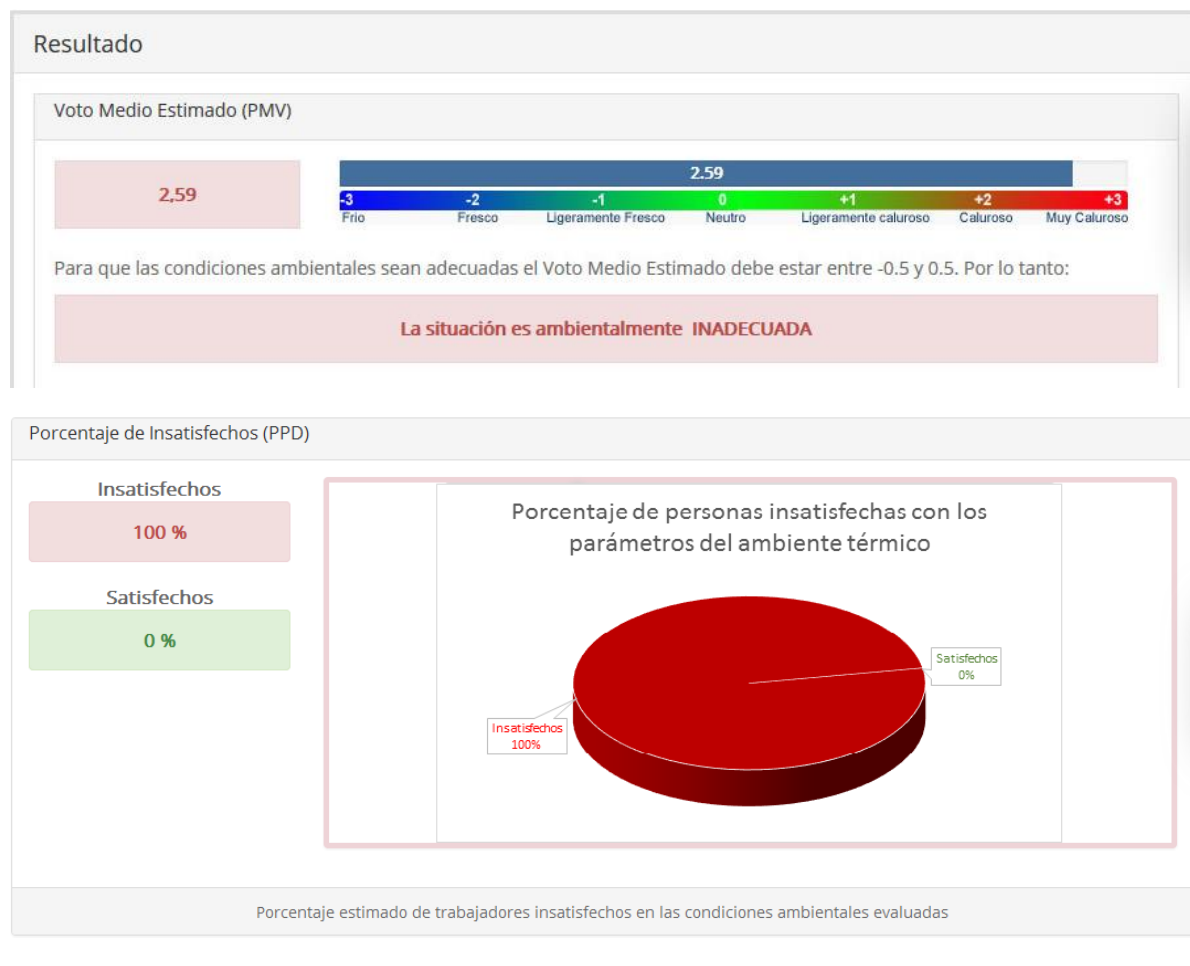 Resultado
Voto Medio Estimado (PMV)
2,59
2.59
-3 -2 -1 0 +1 +2 +3
Frio Fresco Ligeramente Fresco Neutro Ligeramente caluroso Caluroso Muy Caluroso
Para que las condiciones ambientales sean adecuadas el Voto Medio Estimado debe estar entre -0.5 y 0.5. Por lo tanto:
La situación es ambientalmente INADECUADA
Porcentaje de Insatisfechos (PPD)
Insatisfechos
100 %
Satisfechos
0 %
Porcentaje de personas insatisfechas con los
parámetros del ambiente térmico
Satisfechos
0%
Insatisfechos
100%
Porcentaje estimado de trabajadores insatisfechos en las condiciones ambientales evaluadas